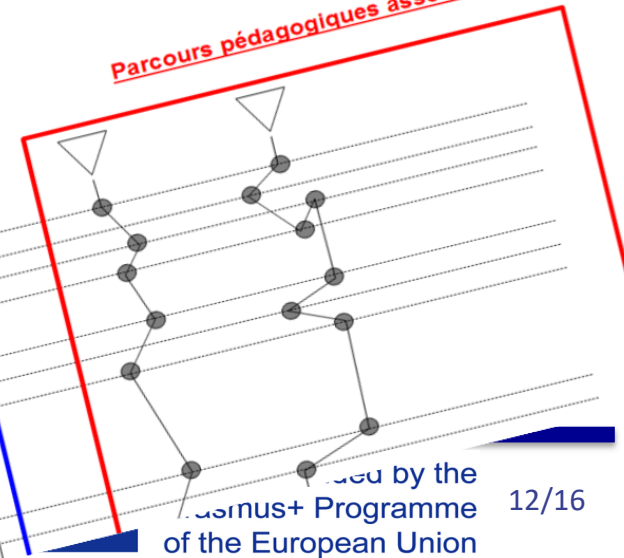 Parcours pédagogiques
by the
Programme
of the European Union
12/16